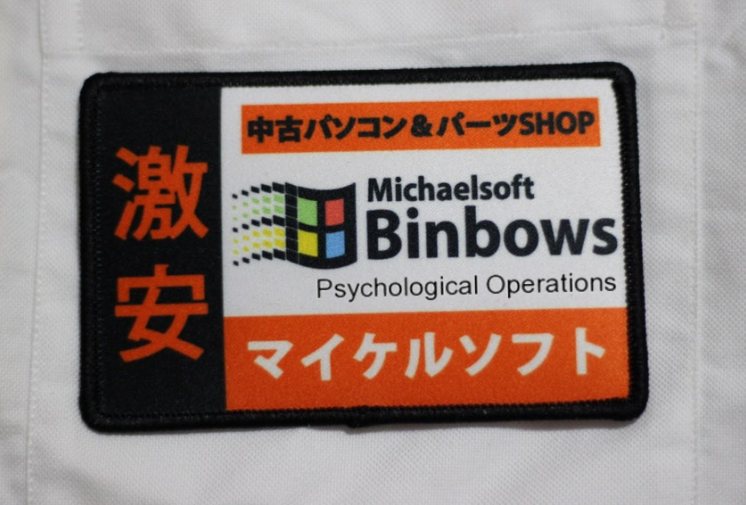 激安
中古パソコン&パーツSHOP
Michaelsoft
Binbows
Psychological Operations
マイケルソフト